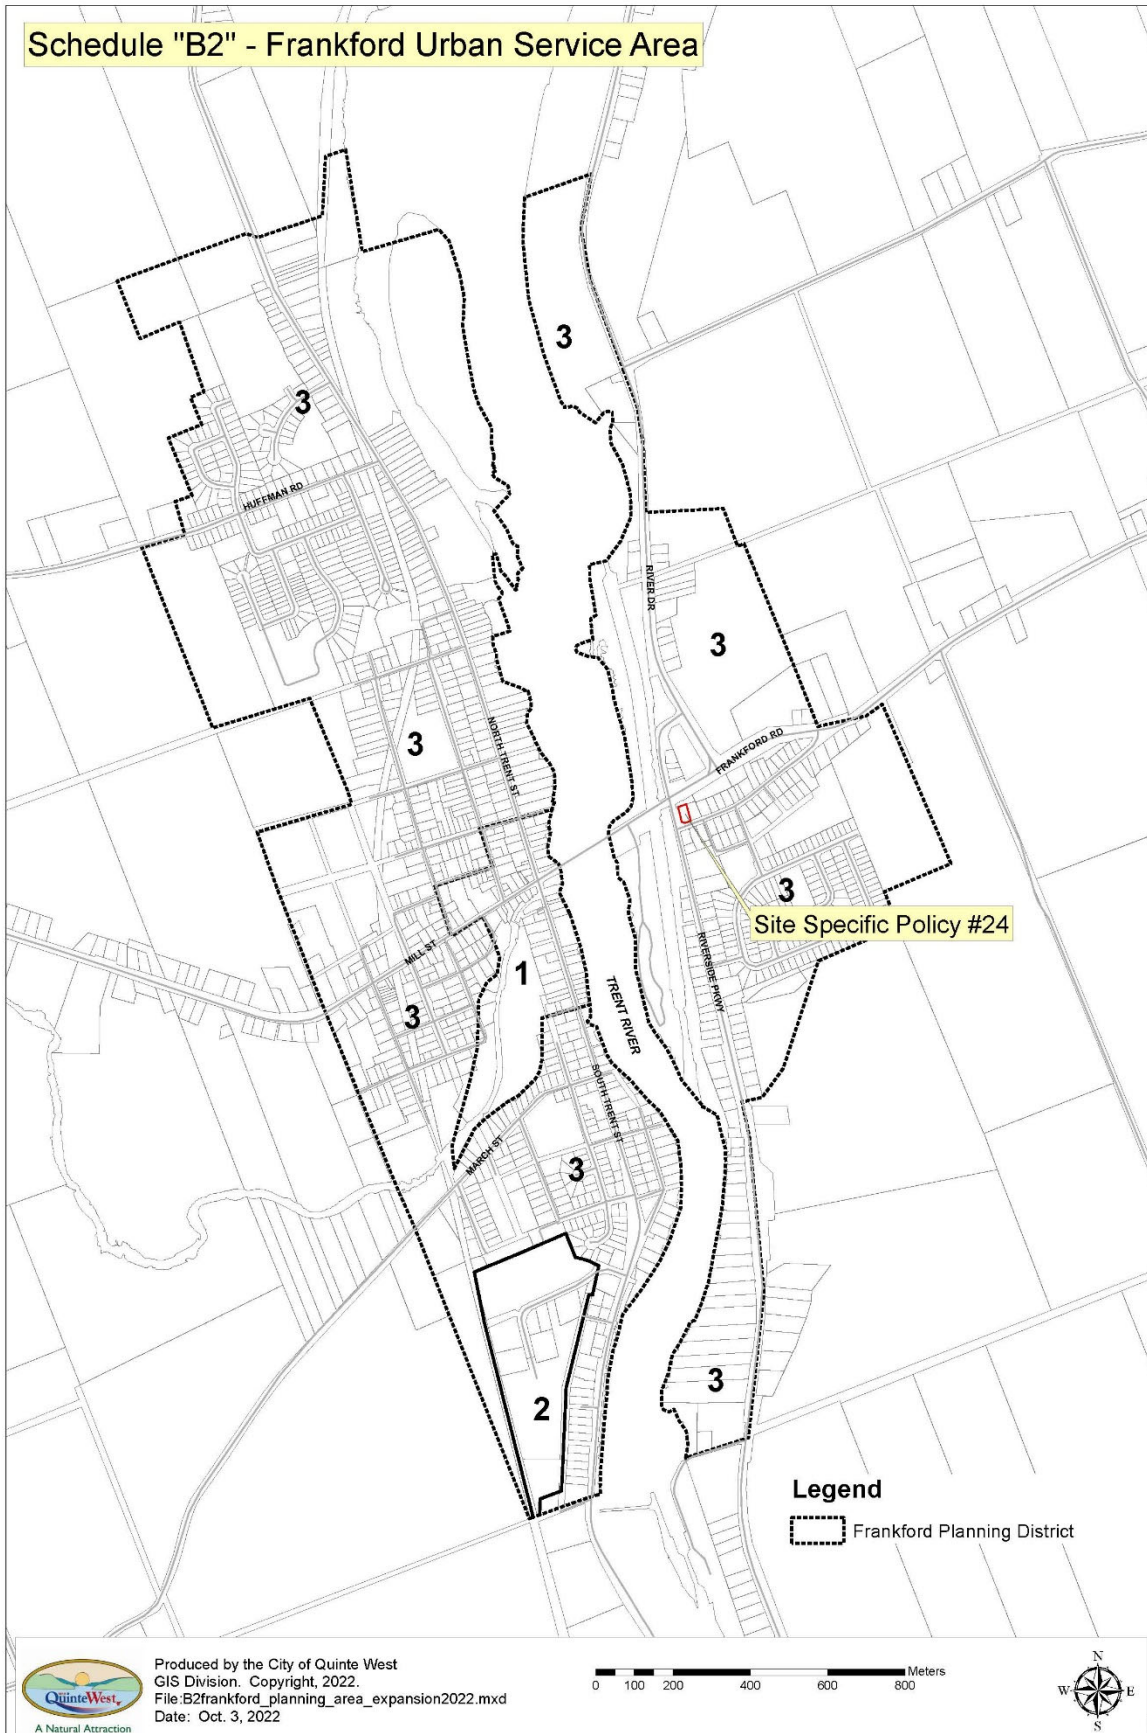 Schedule "B2" - Frankford Urban Service Area
3
3
HUFFMAN RD
RIVER DR
3
NORTH TRENT ST
3
FRANKFORD RD
3
Site Specific Policy #24
MILL ST
RIVERSIDE PKWY
1
TRENT RIVER
3
SOUTH TRENT ST
MARCH ST
3
3
2
Legend
Frankford Planning District
QuinteWest
A Natural Attraction
Produced by the City of Quinte West
GIS Division. Copyright, 2022.
File:B2frankford_planning_area_expansion2022.mxd
Date: Oct. 3, 2022
Meters
0 100 200 400 600 800
N
W E
S